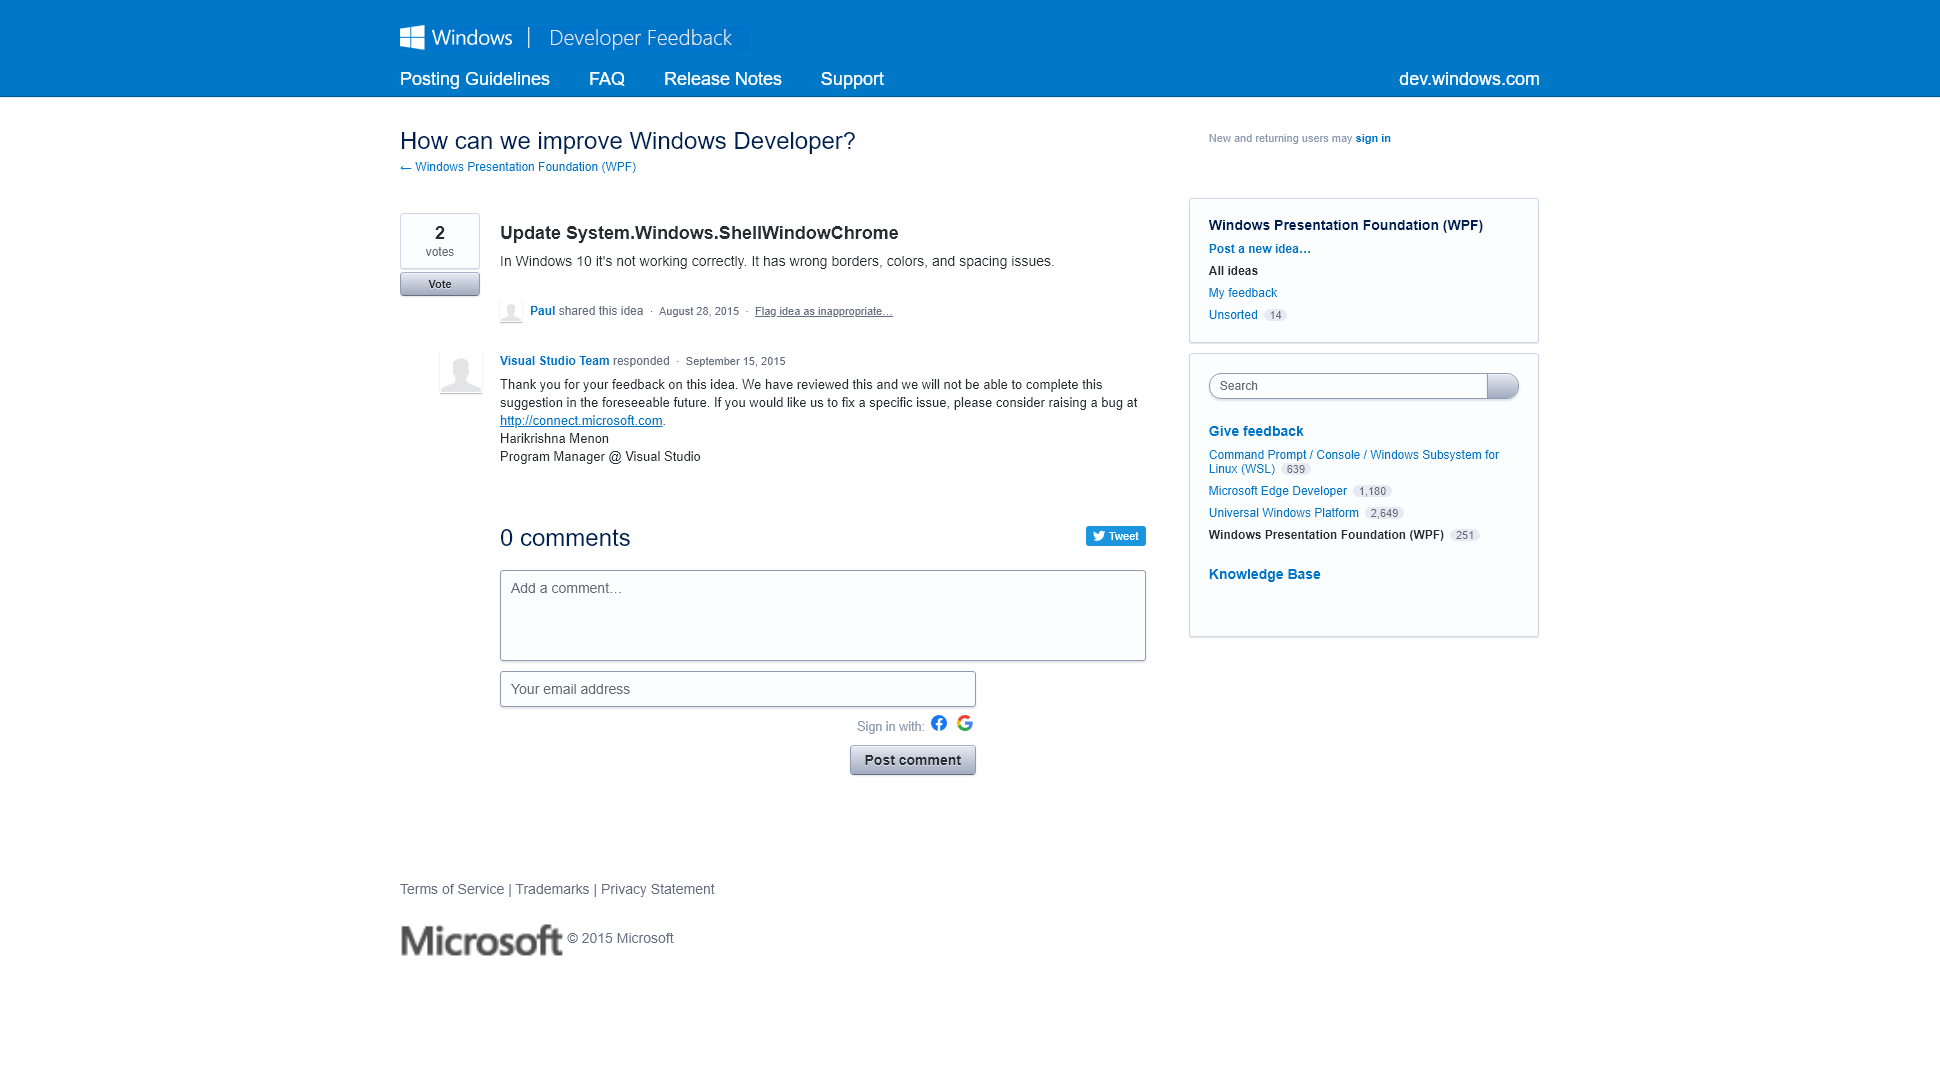 Windows | Developer Feedback
Posting Guidelines FAQ Release Notes Support dev.windows.com
How can we improve Windows Developer?
← Windows Presentation Foundation (WPF)
New and returning users may sign in
2
votes
Vote
Update System.Windows.ShellWindowChrome
In Windows 10 it's not working correctly. It has wrong borders, colors, and spacing issues.
Paul shared this idea · August 28, 2015 · Flag idea as inappropriate…
Visual Studio Team responded · September 15, 2015
Thank you for your feedback on this idea. We have reviewed this and we will not be able to complete this
suggestion in the foreseeable future. If you would like us to fix a specific issue, please consider raising a bug at
http://connect.microsoft.com.
Harikrishna Menon
Program Manager @ Visual Studio
0 comments
Tweet
Add a comment…
Your email address
Sign in with:
Post comment
Windows Presentation Foundation (WPF)
Post a new idea…
All ideas
My feedback
Unsorted 14
Search
Give feedback
Command Prompt / Console / Windows Subsystem for
Linux (WSL) 639
Microsoft Edge Developer 1,180
Universal Windows Platform 2,649
Windows Presentation Foundation (WPF) 251
Knowledge Base
Terms of Service | Trademarks | Privacy Statement
Microsoft © 2015 Microsoft